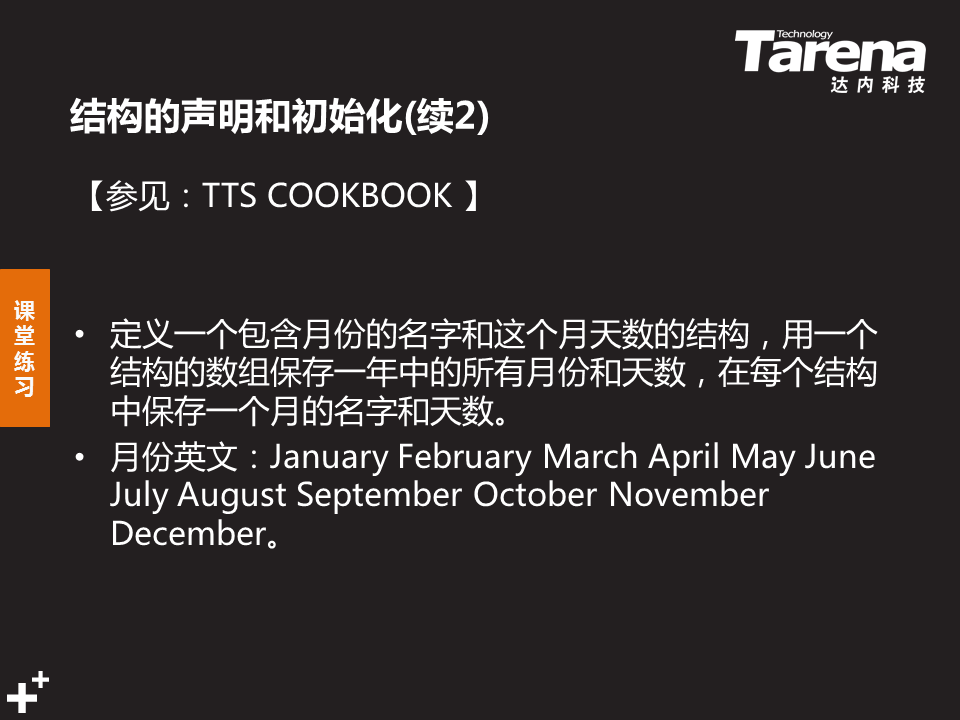 Technology
Tarena
达内科技
结构的声明和初始化(续2)
【参见：TTS COOKBOOK 】
课堂练习
• 定义一个包含月份的名字和这个月天数的结构，用一个
结构的数组保存一年中的所有月份和天数，在每个结构
中保存一个月的名字和天数。
• 月份英文：January February March April May June
July August September October November
December。